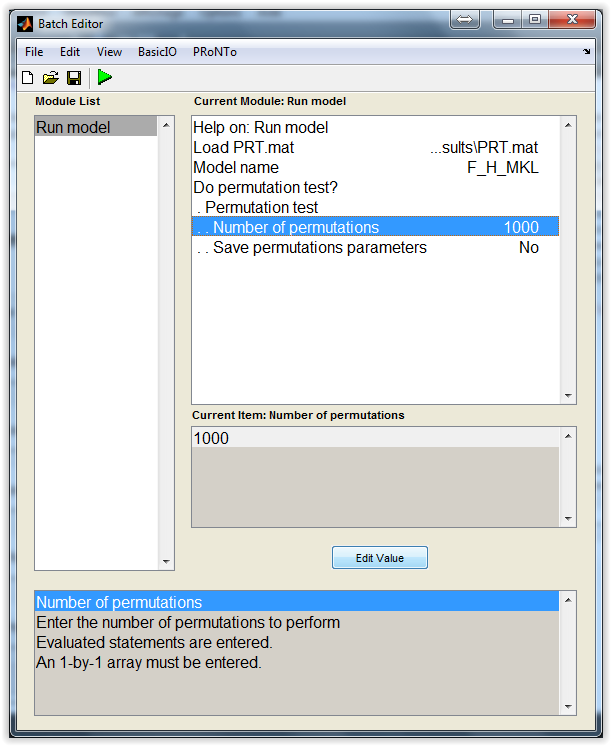 Batch Editor
File Edit View BasicIO PRoNTo
Module List
Run model
Current Module: Run model
Help on: Run model
Load PRT.mat ...sults\PRT.mat
Model name F_H_MKL
Do permutation test?
. Permutation test
. . Number of permutations 1000
. . Save permutations parameters No
Current Item: Number of permutations
1000
Edit Value
Number of permutations
Enter the number of permutations to perform
Evaluated statements are entered.
An 1-by-1 array must be entered.